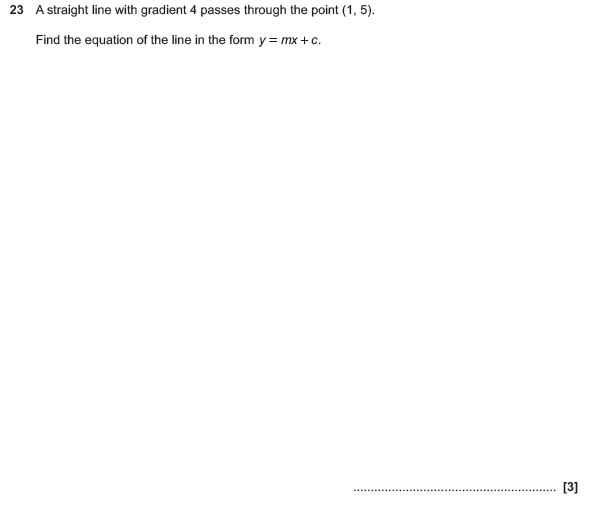 23 A straight line with gradient 4 passes through the point (1, 5).
Find the equation of the line in the form y = mx + c.
.......................................................... [3]